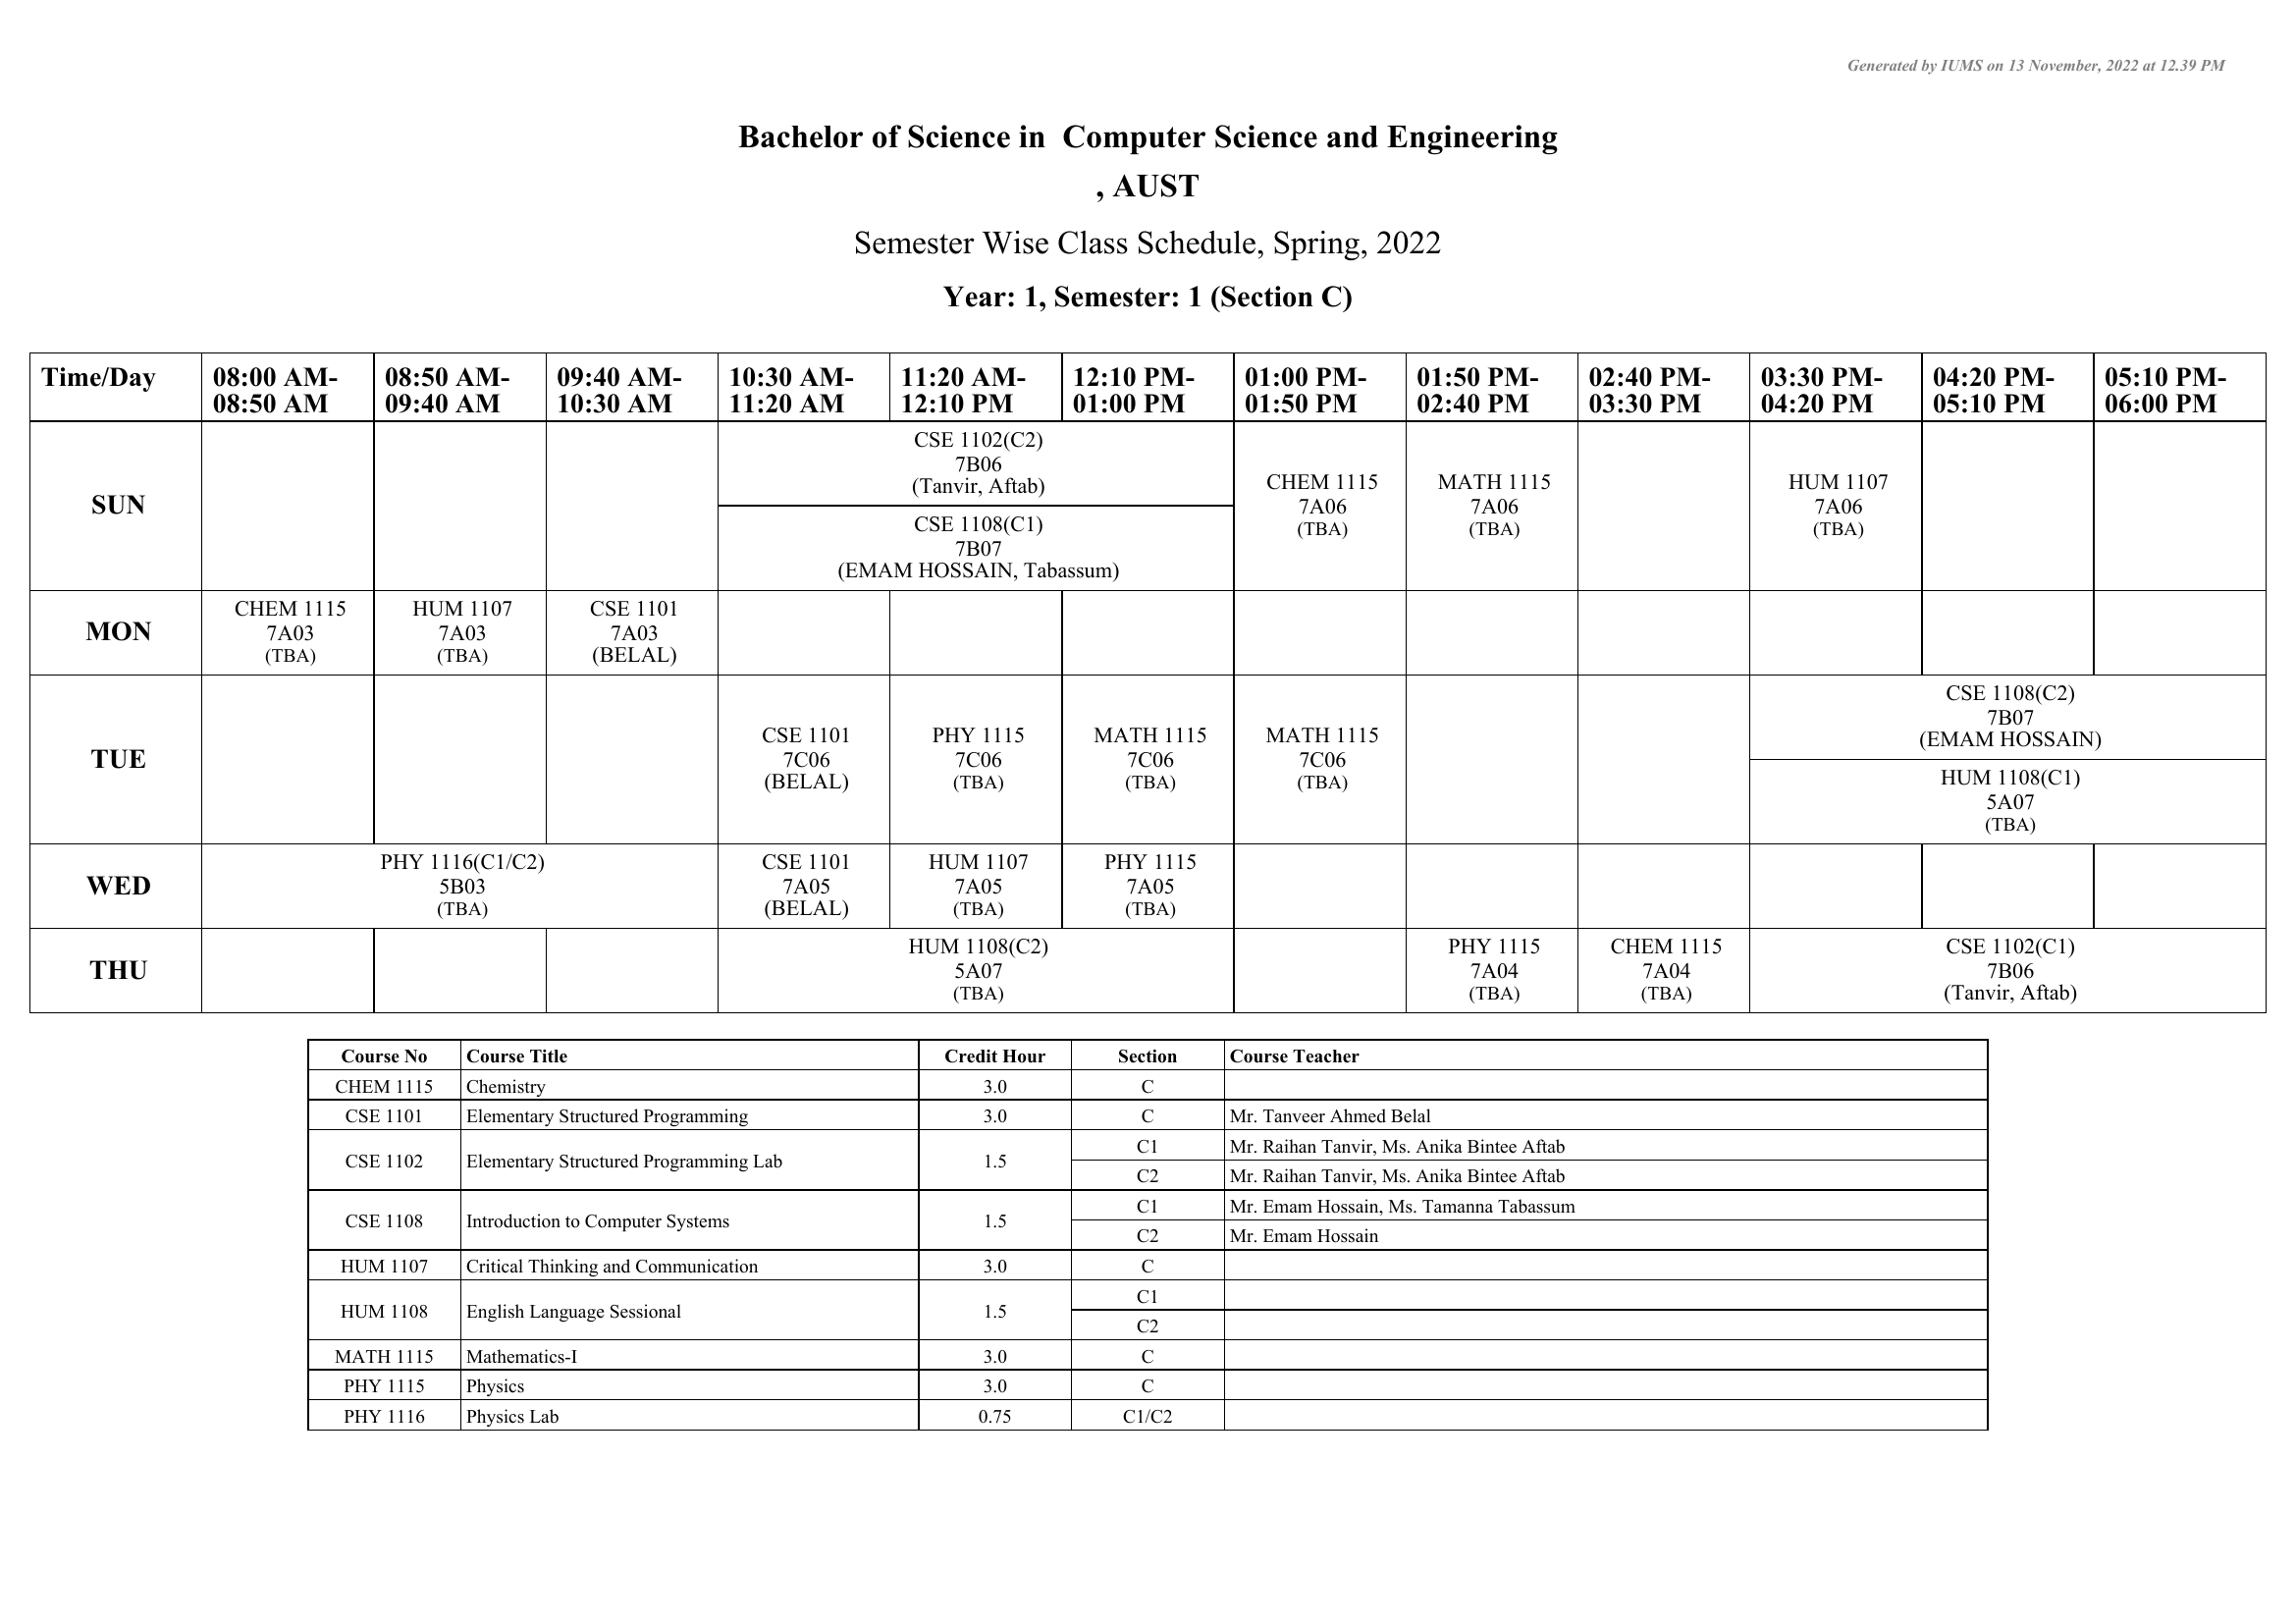 Generated by IUMS on 13 November, 2022 at 12.39 PM
Bachelor of Science in  Computer Science and Engineering
, AUST
Semester Wise Class Schedule, Spring, 2022
Year: 1, Semester: 1 (Section C)
Time/Day 08:00 AM-08:50 AM 08:50 AM-09:40 AM 09:40 AM-10:30 AM 10:30 AM-11:20 AM 11:20 AM-12:10 PM 12:10 PM-01:00 PM 01:00 PM-01:50 PM 01:50 PM-02:40 PM 02:40 PM-03:30 PM 03:30 PM-04:20 PM 04:20 PM-05:10 PM 05:10 PM-06:00 PM
SUN
CSE 1102(C2)
7B06
(Tanvir, Aftab)
CSE 1108(C1)
7B07
(EMAM HOSSAIN, Tabassum)
CHEM 1115
7A06
(TBA)
MATH 1115
7A06
(TBA)
HUM 1107
7A06
(TBA)
MON
CHEM 1115
7A03
(TBA)
HUM 1107
7A03
(TBA)
CSE 1101
7A03
(BELAL)
TUE
CSE 1101
7C06
(BELAL)
PHY 1115
7C06
(TBA)
MATH 1115
7C06
(TBA)
MATH 1115
7C06
(TBA)
CSE 1108(C2)
7B07
(EMAM HOSSAIN)
HUM 1108(C1)
5A07
(TBA)
WED
PHY 1116(C1/C2)
5B03
(TBA)
CSE 1101
7A05
(BELAL)
HUM 1107
7A05
(TBA)
PHY 1115
7A05
(TBA)
THU
HUM 1108(C2)
5A07
(TBA)
PHY 1115
7A04
(TBA)
CHEM 1115
7A04
(TBA)
CSE 1102(C1)
7B06
(Tanvir, Aftab)
Course No Course Title Credit Hour Section Course Teacher
CHEM 1115 Chemistry 3.0 C
CSE 1101 Elementary Structured Programming 3.0 C Mr. Tanveer Ahmed Belal
CSE 1102 Elementary Structured Programming Lab 1.5 C1 Mr. Raihan Tanvir, Ms. Anika Bintee Aftab
C2 Mr. Raihan Tanvir, Ms. Anika Bintee Aftab
CSE 1108 Introduction to Computer Systems 1.5 C1 Mr. Emam Hossain, Ms. Tamanna Tabassum
C2 Mr. Emam Hossain
HUM 1107 Critical Thinking and Communication 3.0 C
HUM 1108 English Language Sessional 1.5 C1
C2
MATH 1115 Mathematics-I 3.0 C
PHY 1115 Physics 3.0 C
PHY 1116 Physics Lab 0.75 C1/C2